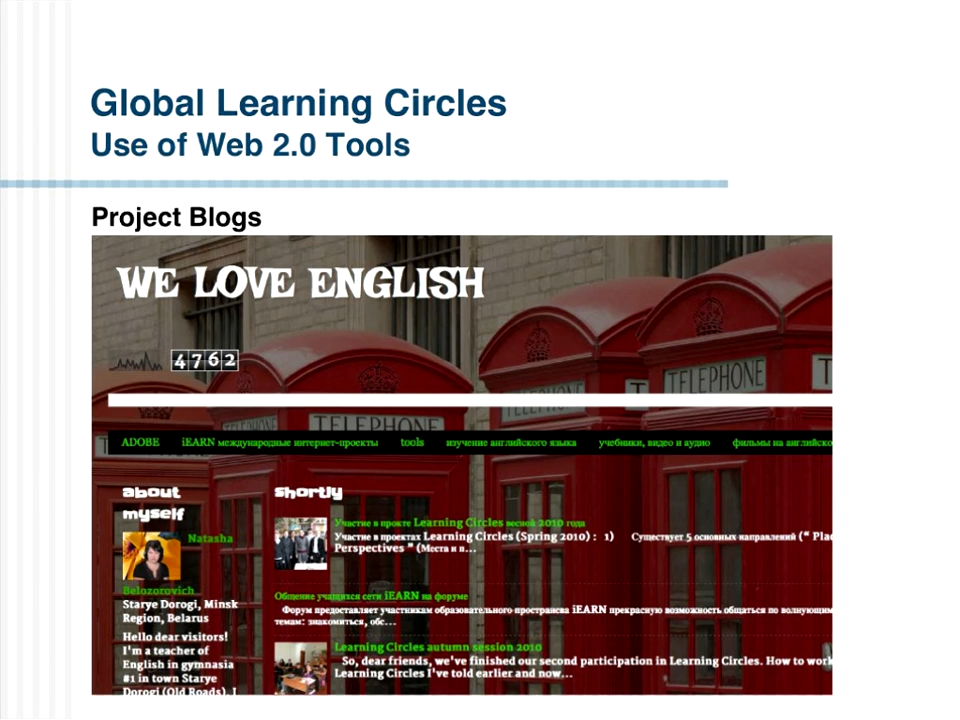 Global Learning Circles
Use of Web 2.0 Tools
Project Blogs
WE LOVE ENGLISH
4762
TELEPHONE
TELEPHONE
TELEPHONE
TELEPHONE
T
T
ADOBE iEARN международные интернет-проекты tools изучение английского языка учебники, видео и аудио фильмы на английско
about
myself
Natasha
Belozorovich
Starye Dorogi, Minsk
Region, Belarus
Hello dear visitors!
I'm a teacher of
English in gymnasia
#1 in town Starye
Dorogi (Old Roads). I
shortly
Участие в прокте Learning Circles весной 2010 года
Участие в проектах Learning Circles (Spring 2010) : 1) Существует 5 основных направлений (“ Plac
Perspectives ” (Места и п...
Общение учащихся сети iEARN на форуме
Форум предоставляет участникам образовательного пространсва iEARN прекрасную возможность общаться по волнующим
темам: знакомиться, обс...
Learning Circles autumn session 2010
So, dear friends, we've finished our second participation in Learning Circles. How to work
Learning Circles I've told earlier and now...